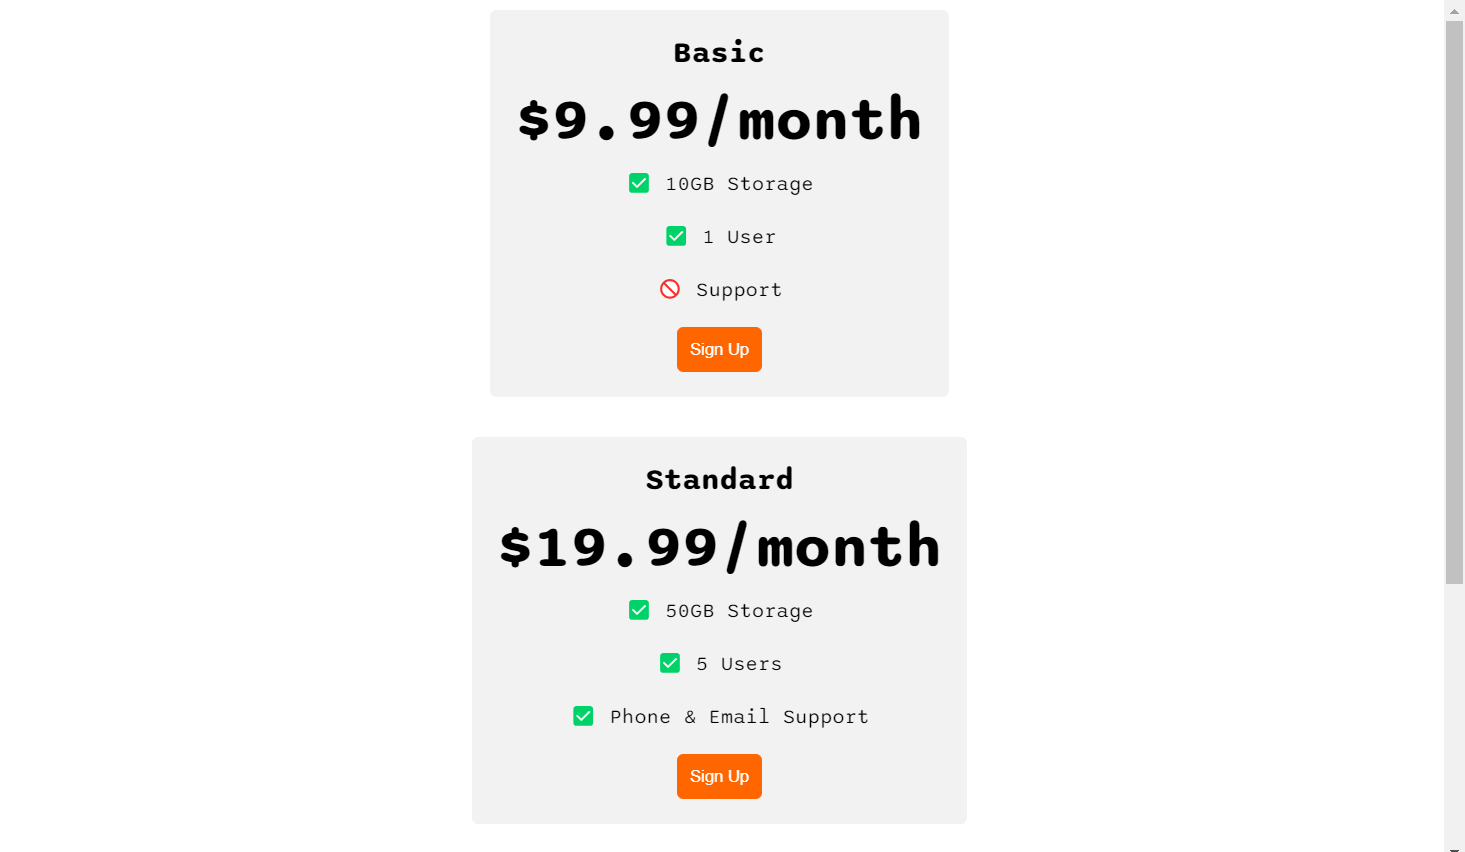 Basic
$9.99/month
10GB Storage
1 User
Support
Sign Up
Standard
$19.99/month
50GB Storage
5 Users
Phone & Email Support
Sign Up